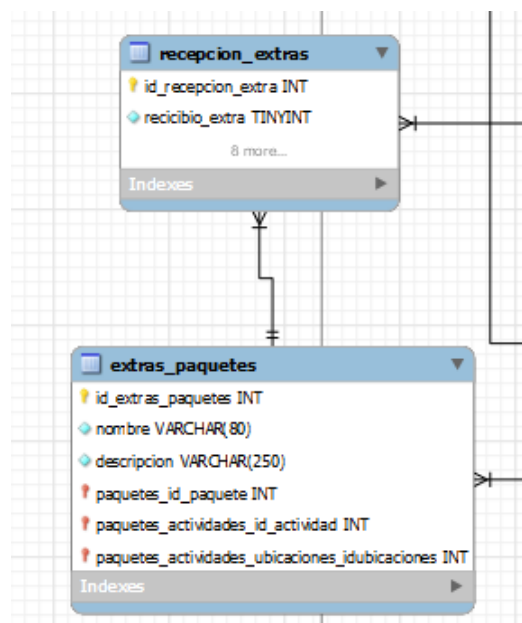 recepcion_extras
id_recepcion_extra INT
recicibio_extra TINYINT
8 more...
Indexes
extras_paquetes
id_extras_paquetes INT
nombre VARCHAR(80)
descripcion VARCHAR(250)
paquetes_id_paquete INT
paquetes_actividades_id_actividad INT
paquetes_actividades_ubicaciones_idubicaciones INT
Indexes